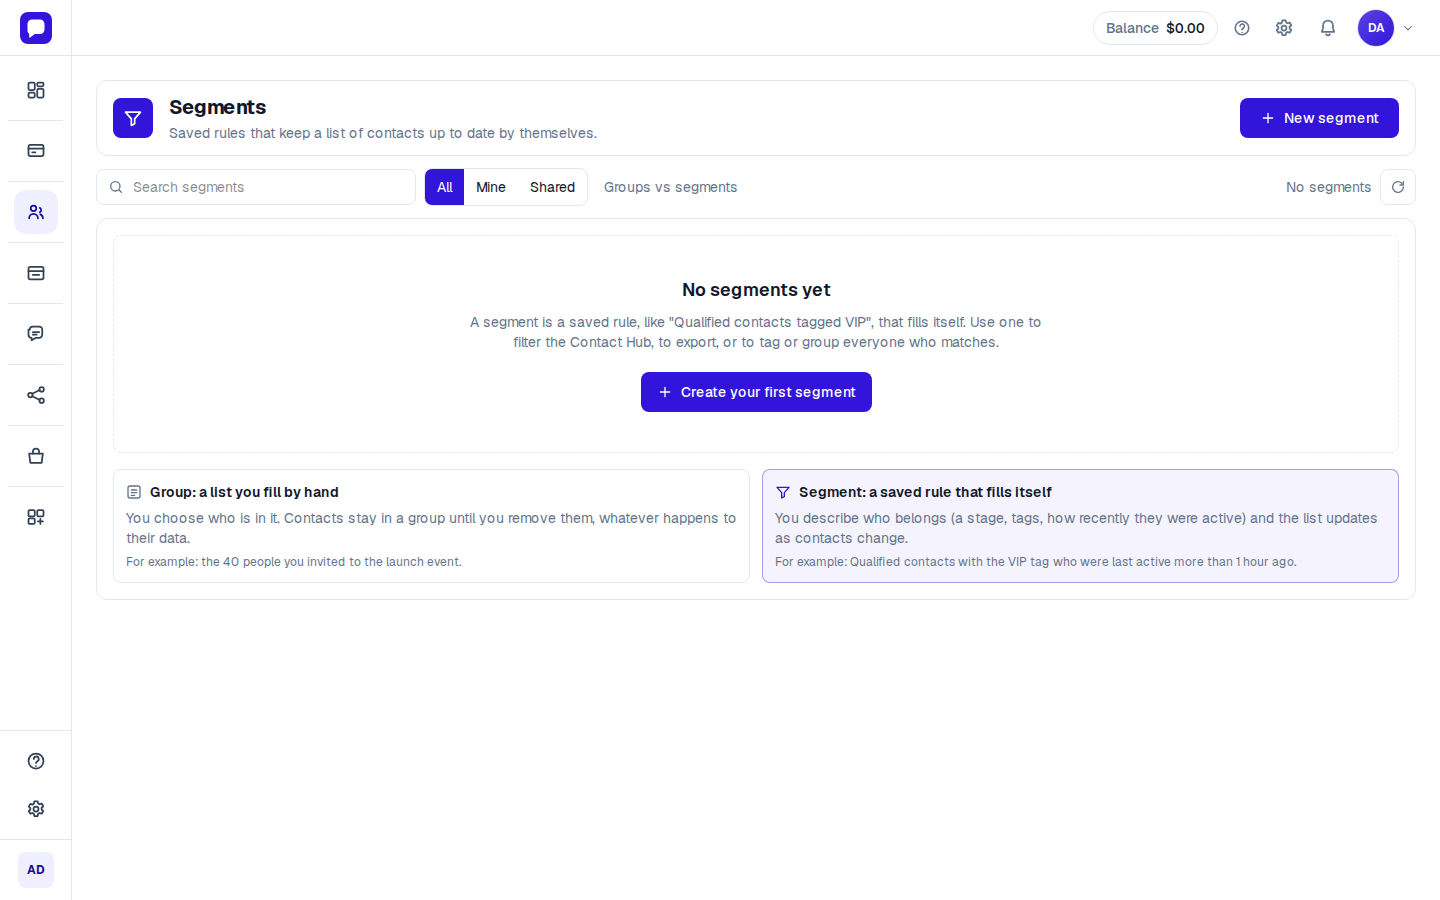 Balance $0.00
DA
Segments
Saved rules that keep a list of contacts up to date by themselves.
New segment
Search segments
All
Mine
Shared
Groups vs segments
No segments
No segments yet
A segment is a saved rule, like "Qualified contacts tagged VIP", that fills itself. Use one to
filter the Contact Hub, to export, or to tag or group everyone who matches.
Create your first segment
Group: a list you fill by hand
You choose who is in it. Contacts stay in a group until you remove them, whatever happens to
their data.
For example: the 40 people you invited to the launch event.
Segment: a saved rule that fills itself
You describe who belongs (a stage, tags, how recently they were active) and the list updates
as contacts change.
For example: Qualified contacts with the VIP tag who were last active more than 1 hour ago.
AD